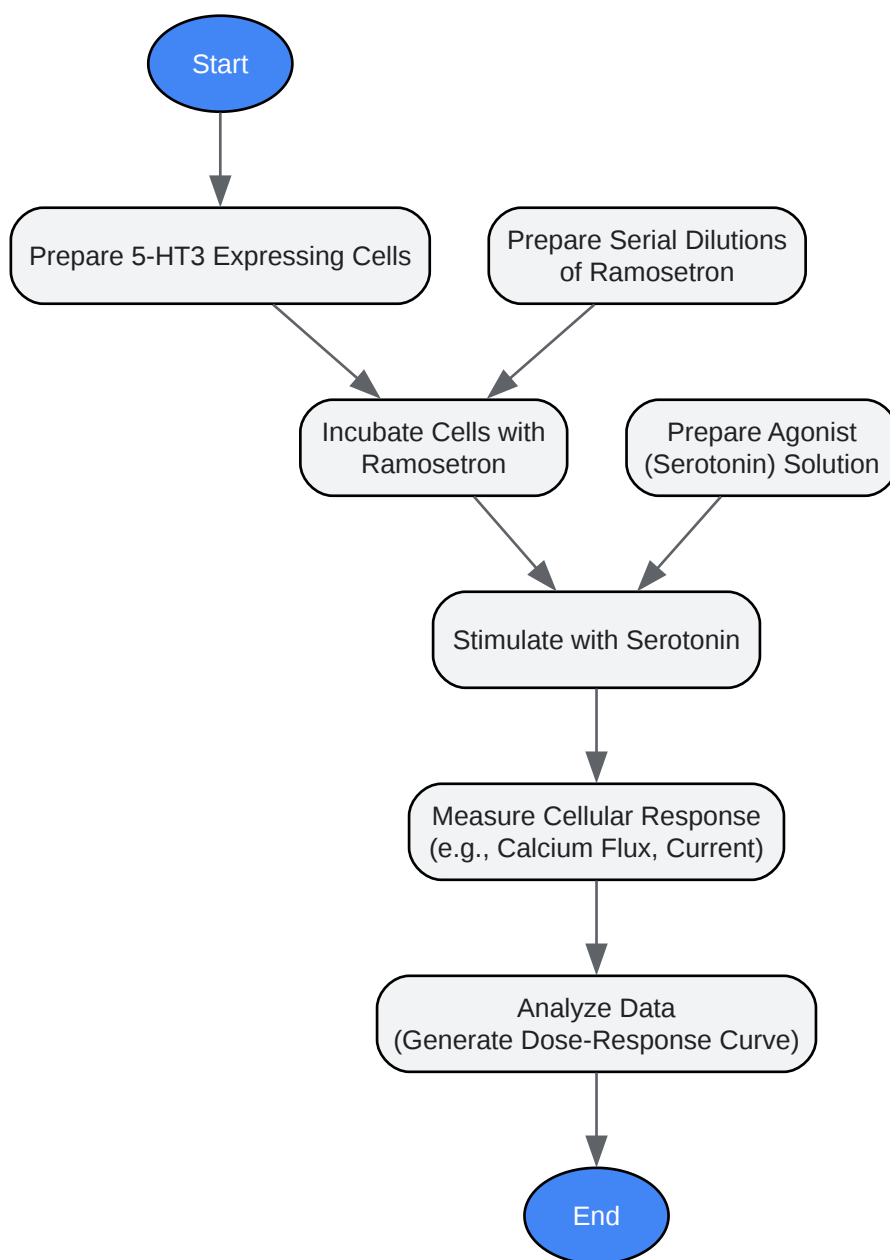 Start
Prepare 5-HT3 Expressing Cells
Prepare Serial Dilutions
of Ramosetron
Incubate Cells with
Ramosetron
Prepare Agonist
(Serotonin) Solution
Stimulate with Serotonin
Measure Cellular Response
(e.g., Calcium Flux, Current)
Analyze Data
(Generate Dose-Response Curve)
End